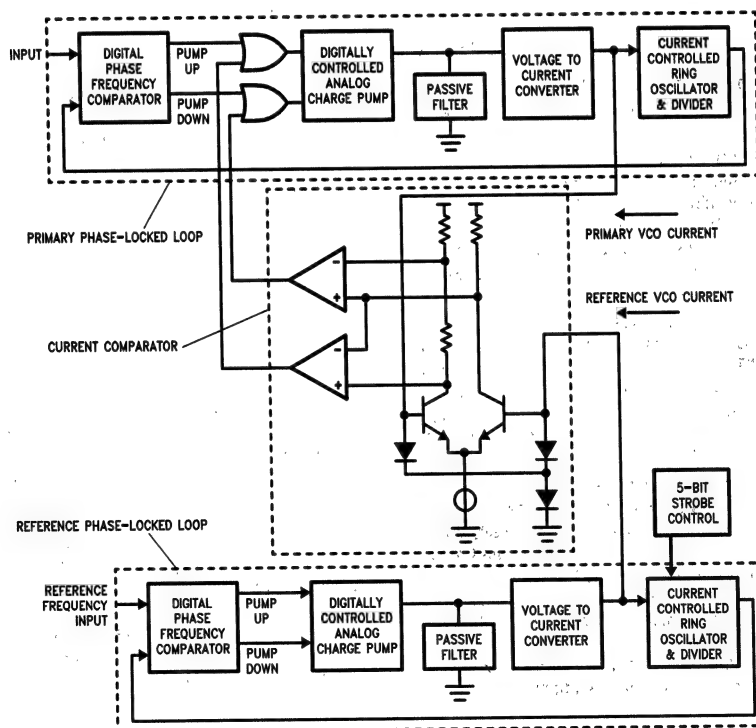 INPUT
DIGITAL
PHASE
FREQUENCY
COMPARATOR
PUMP
UP
PUMP
DOWN
DIGITALLY
CONTROLLED
ANALOG
CHARGE PUMP
PASSIVE
FILTER
VOLTAGE TO
CURRENT
CONVERTER
CURRENT
CONTROLLED
RING
OSCILLATOR
& DIVIDER
PRIMARY PHASE-LOCKED LOOP
PRIMARY VCO CURRENT
REFERENCE VCO CURRENT
CURRENT COMPARATOR
-
+
-
+
5-BIT
STROBE
CONTROL
REFERENCE PHASE-LOCKED LOOP
REFERENCE
FREQUENCY
INPUT
DIGITAL
PHASE
FREQUENCY
COMPARATOR
PUMP
UP
PUMP
DOWN
DIGITALLY
CONTROLLED
ANALOG
CHARGE PUMP
PASSIVE
FILTER
VOLTAGE TO
CURRENT
CONVERTER
CURRENT
CONTROLLED
RING
OSCILLATOR
& DIVIDER